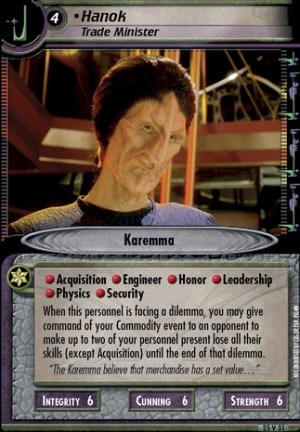 4
• Hanok
Trade Minister
Karemma
Acquisition Engineer Honor Leadership
Physics Security
When this personnel is facing a dilemma, you may give
command of your Commodity event to an opponent to
make up to two of your personnel present lose all their
skills (except Acquisition) until the end of that dilemma.
"The Karemma believe that merchandise has a set value…"
INTEGRITY 6 CUNNING 6 STRENGTH 6